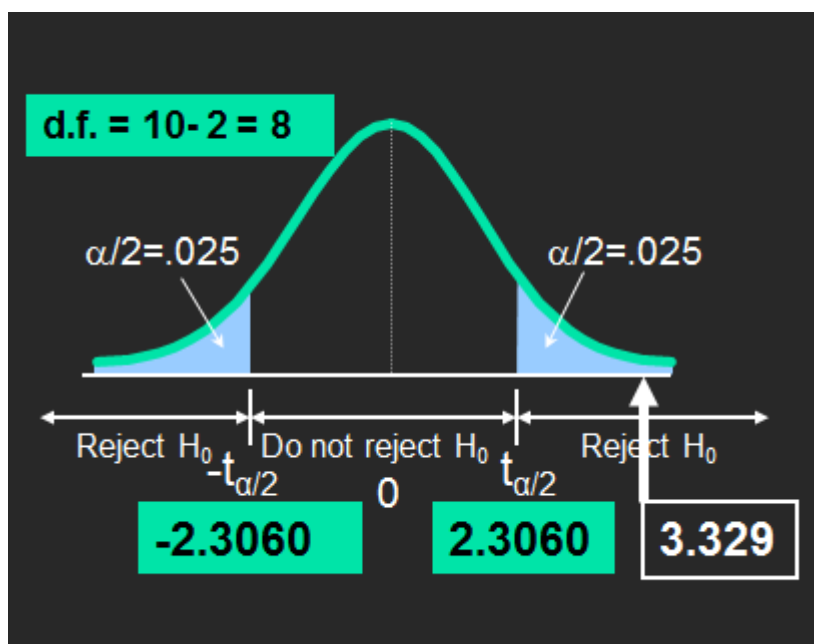 d.f. = 10- 2 = 8
α/2=.025
α/2=.025
Reject H₀
Do not reject H₀
Reject H₀
-tα/2
0
tα/2
-2.3060
2.3060
3.329